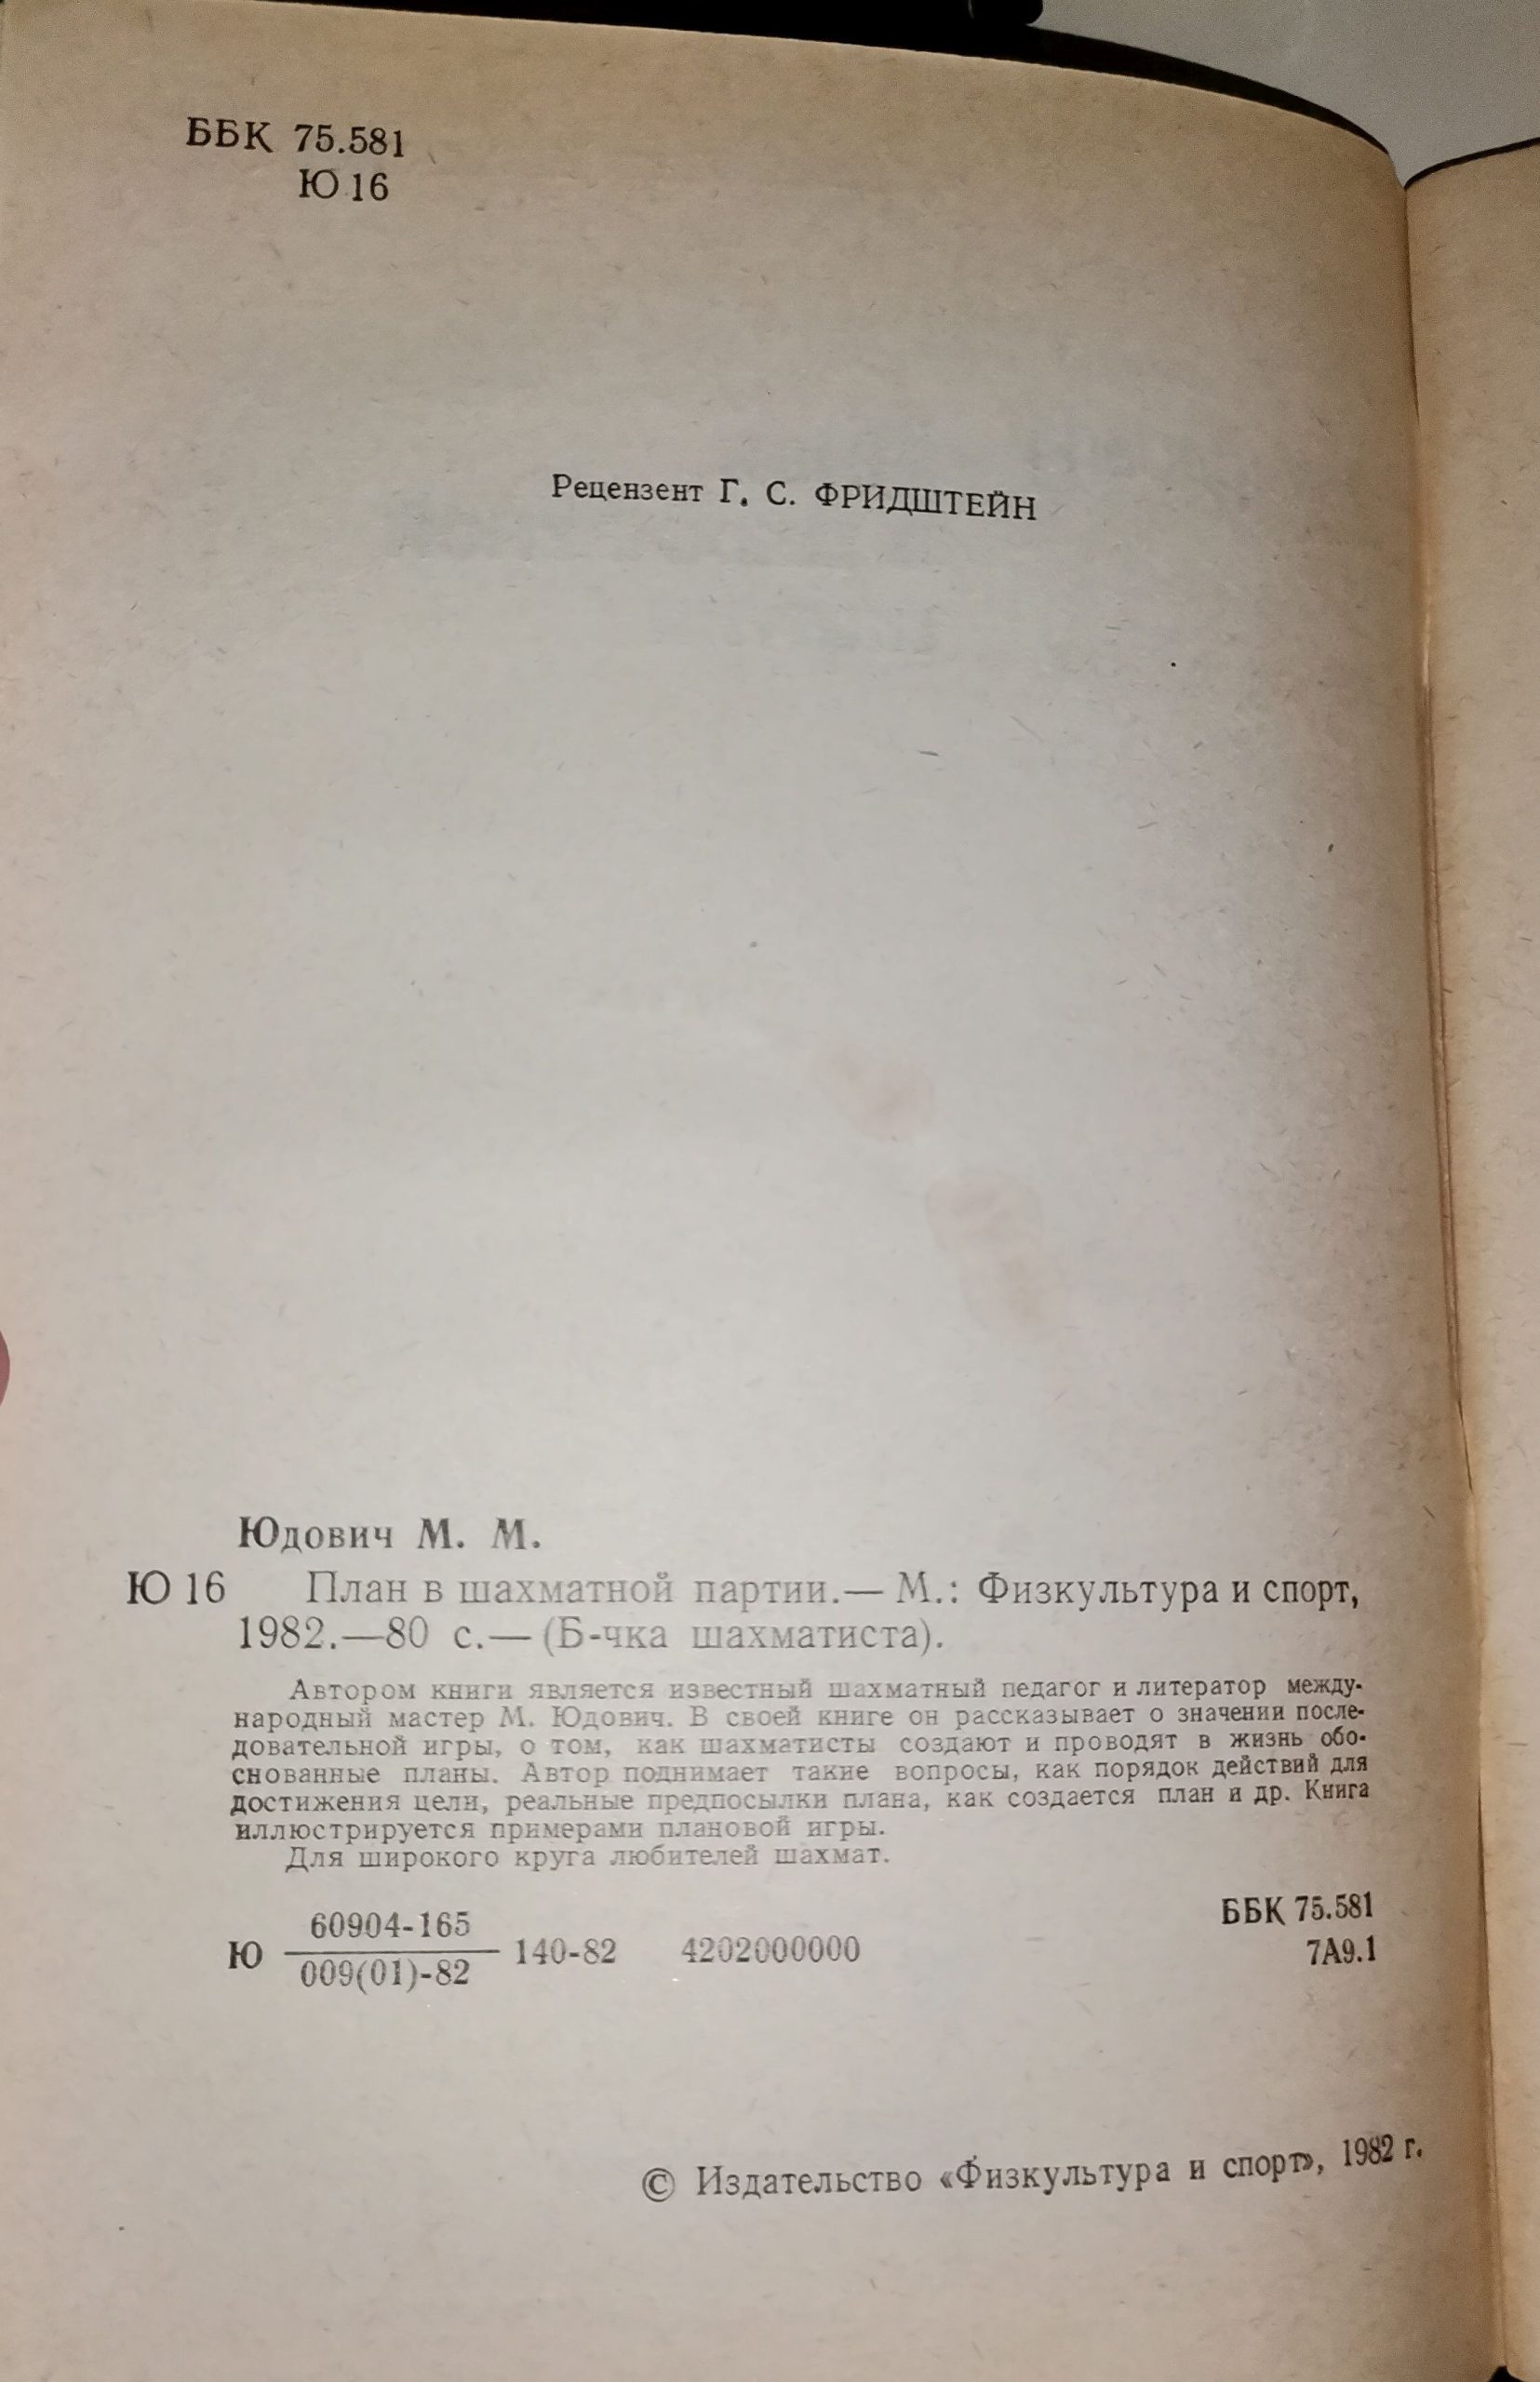 ББК 75.581
Ю 16
Рецензент Г. С. ФРИДШТЕЙН
Юдович М. М.
Ю 16 План в шахматной партии.— М.: Физкультура и спорт,
1982.—80 с.— (Б-чка шахматиста).
Автором книги является известный шахматный педагог и литератор между-
народный мастер М. Юдович. В своей книге он рассказывает о значении после-
довательной игры, о том, как шахматисты создают и проводят в жизнь обо-
снованные планы. Автор поднимает такие вопросы, как порядок действий для
достижения цели, реальные предпосылки плана, как создается план и др. Книга
иллюстрируется примерами плановой игры.
Для широкого круга любителей шахмат.
ББК 75.581
7А9.1
60904-165
Ю 140-82 4202000000
009(01)-82
© Издательство «Физкультура и спорт», 1982 г.